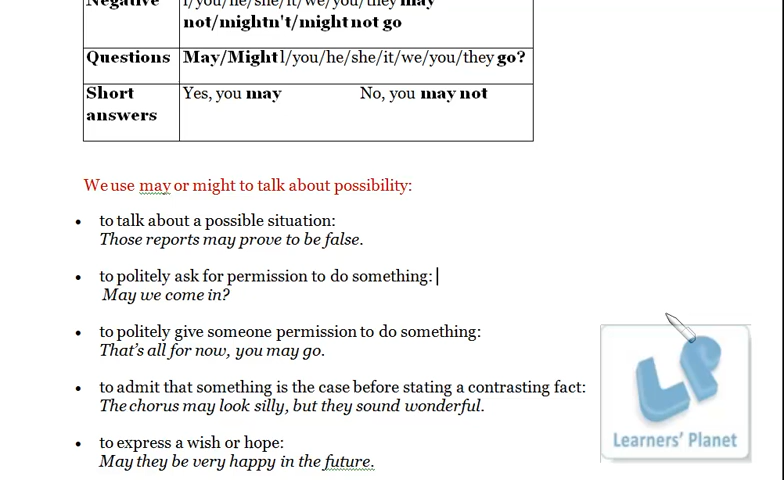 Negative I/you/he/she/it/we/you/they may
not/mightn't/might not go
Questions May/Might I/you/he/she/it/we/you/they go?
Short Yes, you may No, you may not
answers
We use may or might to talk about possibility:
• to talk about a possible situation:
Those reports may prove to be false.
• to politely ask for permission to do something:
May we come in?
• to politely give someone permission to do something:
That's all for now, you may go.
• to admit that something is the case before stating a contrasting fact:
The chorus may look silly, but they sound wonderful.
• to express a wish or hope:
May they be very happy in the future.
LP
Learners' Planet